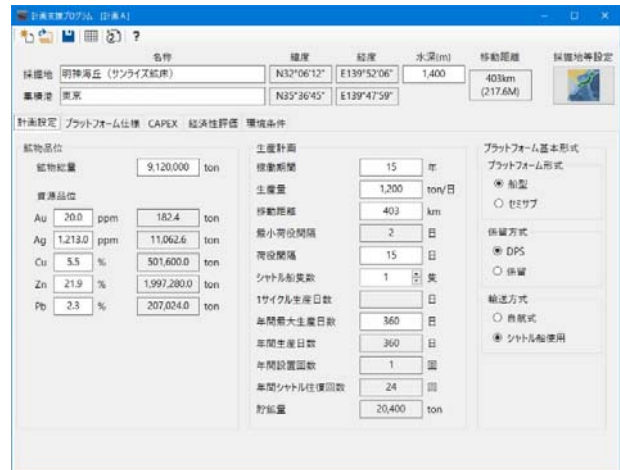 計画支援プログラム [計画A]
名称 緯度 経度 水深(m) 移動距離 採掘地等設定
採掘地 明神海丘（サンライズ鉱床） N32°06'12" E139°52'06" 1,400 403km
集積港 東京 N35°36'45" E139°47'59" (217.6M)
計画設定 プラットフォーム仕様 CAPEX 経済性評価 環境条件
鉱物品位
鉱物総量 9,120,000 ton
資源品位
Au 20.0 ppm 182.4 ton
Ag 1,213.0 ppm 11,062.6 ton
Cu 5.5 % 501,600.0 ton
Zn 21.9 % 1,997,280.0 ton
Pb 2.3 % 207,024.0 ton
生産計画
稼働期間 15 年
生産量 1,200 ton/日
移動距離 403 km
最小荷役間隔 2 日
荷役間隔 15 日
シャトル船隻数 1 隻
1サイクル生産日数 日
年間最大生産日数 360 日
年間生産日数 360 日
年間設置回数 1 回
年間シャトル往復回数 24 回
貯鉱量 20,400 ton
プラットフォーム基本形式
プラットフォーム形式
船型
セミサブ
係留方式
DPS
係留
輸送方式
自航式
シャトル船使用